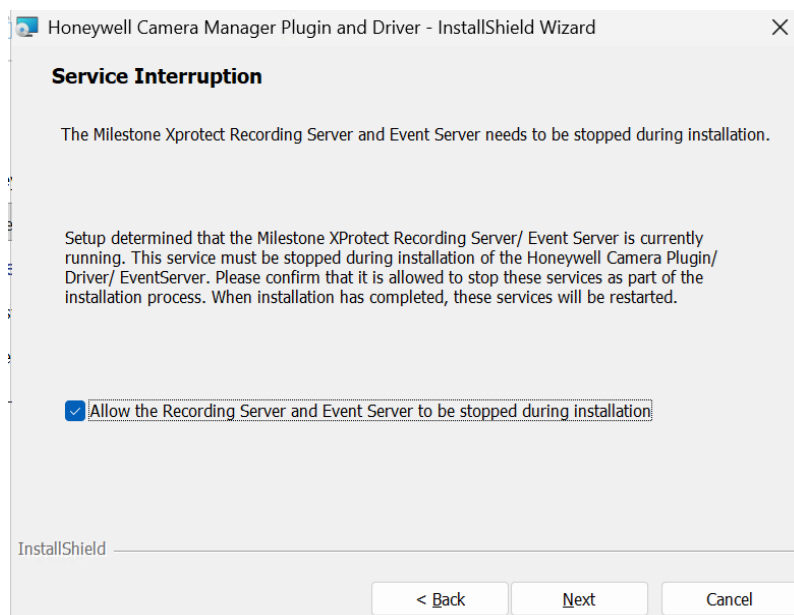 Honeywell Camera Manager Plugin and Driver - InstallShield Wizard
Service Interruption
The Milestone Xprotect Recording Server and Event Server needs to be stopped during installation.
Setup determined that the Milestone XProtect Recording Server/ Event Server is currently
running. This service must be stopped during installation of the Honeywell Camera Plugin/
Driver/ EventServer. Please confirm that it is allowed to stop these services as part of the
installation process. When installation has completed, these services will be restarted.
Allow the Recording Server and Event Server to be stopped during installation
InstallShield
< Back Next Cancel